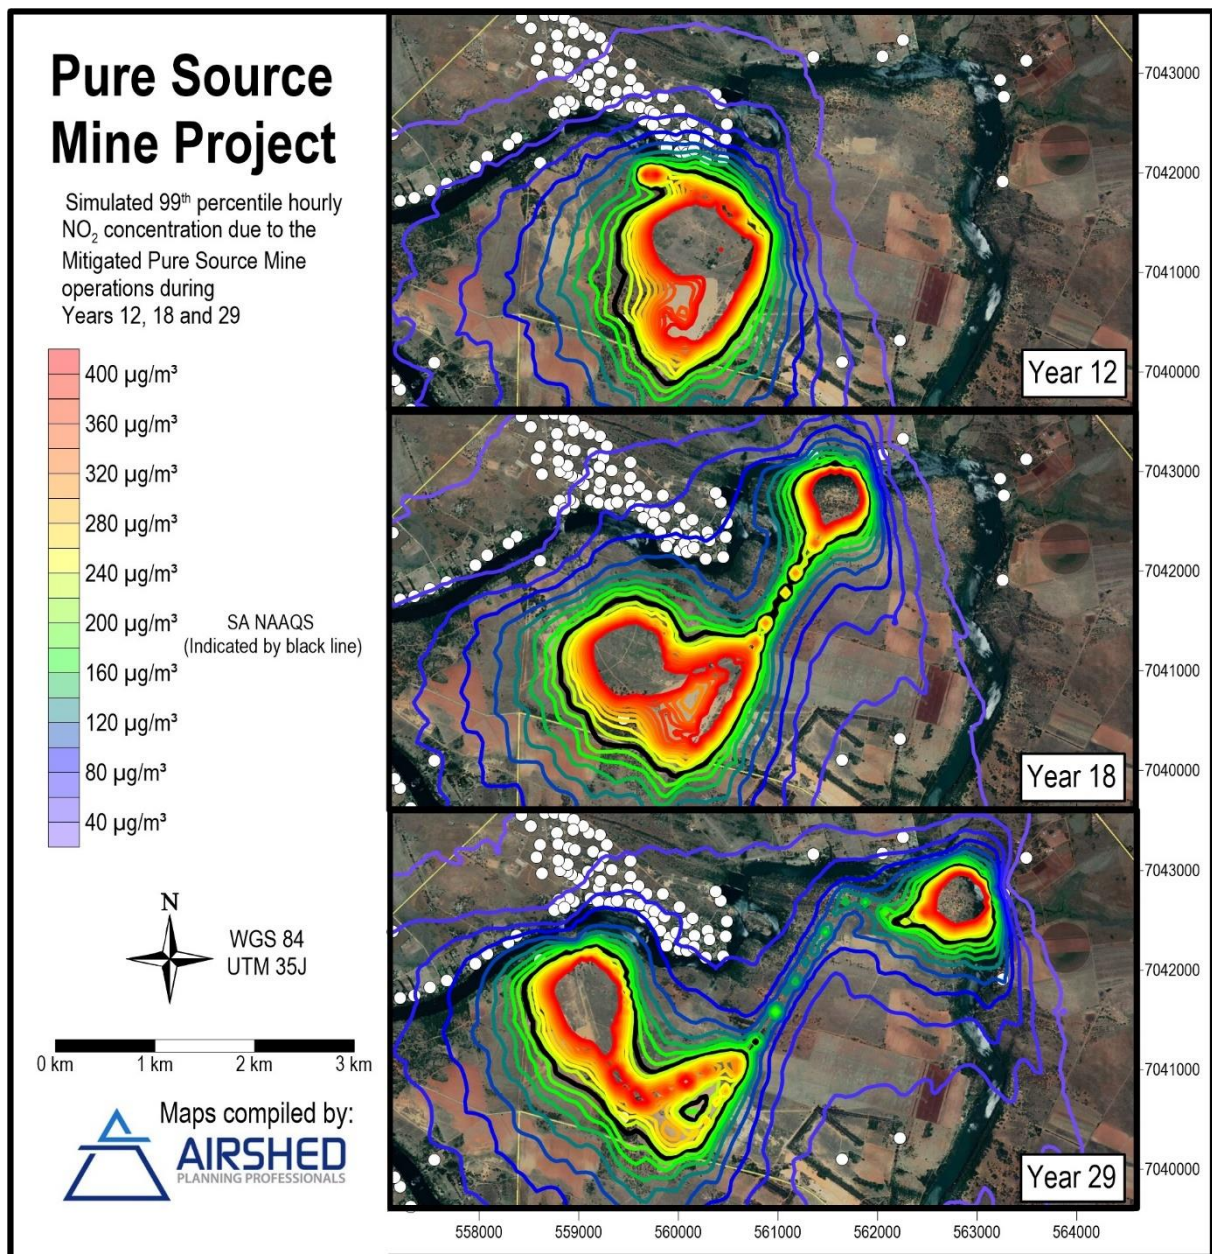 Pure Source
Mine Project
Simulated 99th percentile hourly
NO2 concentration due to the
Mitigated Pure Source Mine
operations during
Years 12, 18 and 29
400 µg/m³
360 µg/m³
320 µg/m³
280 µg/m³
240 µg/m³
200 µg/m³
160 µg/m³
120 µg/m³
80 µg/m³
40 µg/m³
SA NAAQS
(Indicated by black line)
N
WGS 84
UTM 35J
0 km 1 km 2 km 3 km
Maps compiled by:
AIRSHED
PLANNING PROFESSIONALS
7043000
7042000
7041000
7040000
Year 12
7043000
7042000
7041000
7040000
Year 18
7043000
7042000
7041000
7040000
Year 29
558000 559000 560000 561000 562000 563000 564000